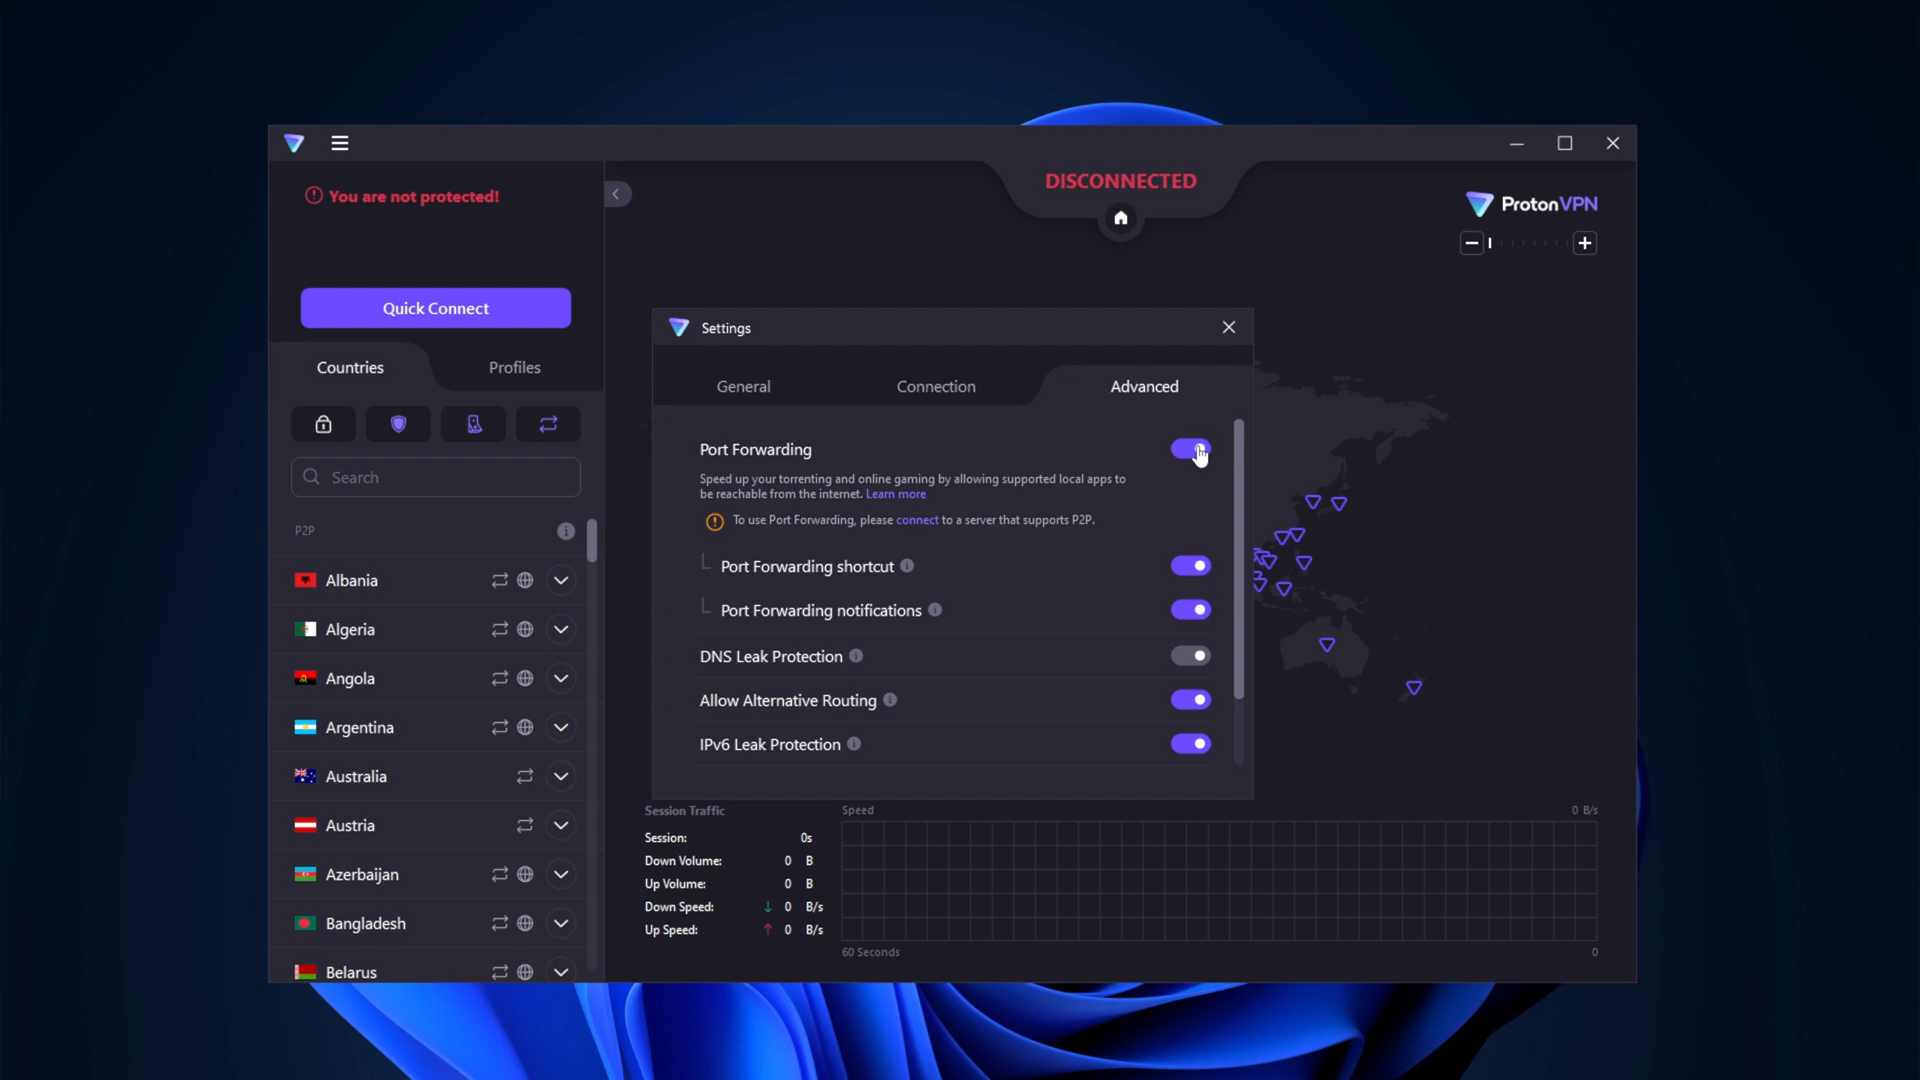 You are not protected!
DISCONNECTED
ProtonVPN
Quick Connect
Countries
Profiles
Search
P2P
Albania
Algeria
Angola
Argentina
Australia
Austria
Azerbaijan
Bangladesh
Belarus
Settings
General
Connection
Advanced
Port Forwarding
Speed up your torrenting and online gaming by allowing supported local apps to
be reachable from the internet. Learn more
To use Port Forwarding, please connect to a server that supports P2P.
Port Forwarding shortcut
Port Forwarding notifications
DNS Leak Protection
Allow Alternative Routing
IPv6 Leak Protection
Session Traffic
Session: 0s
Down Volume: 0 B
Up Volume: 0 B
Down Speed: 0 B/s
Up Speed: 0 B/s
Speed
0 B/s
60 Seconds
0